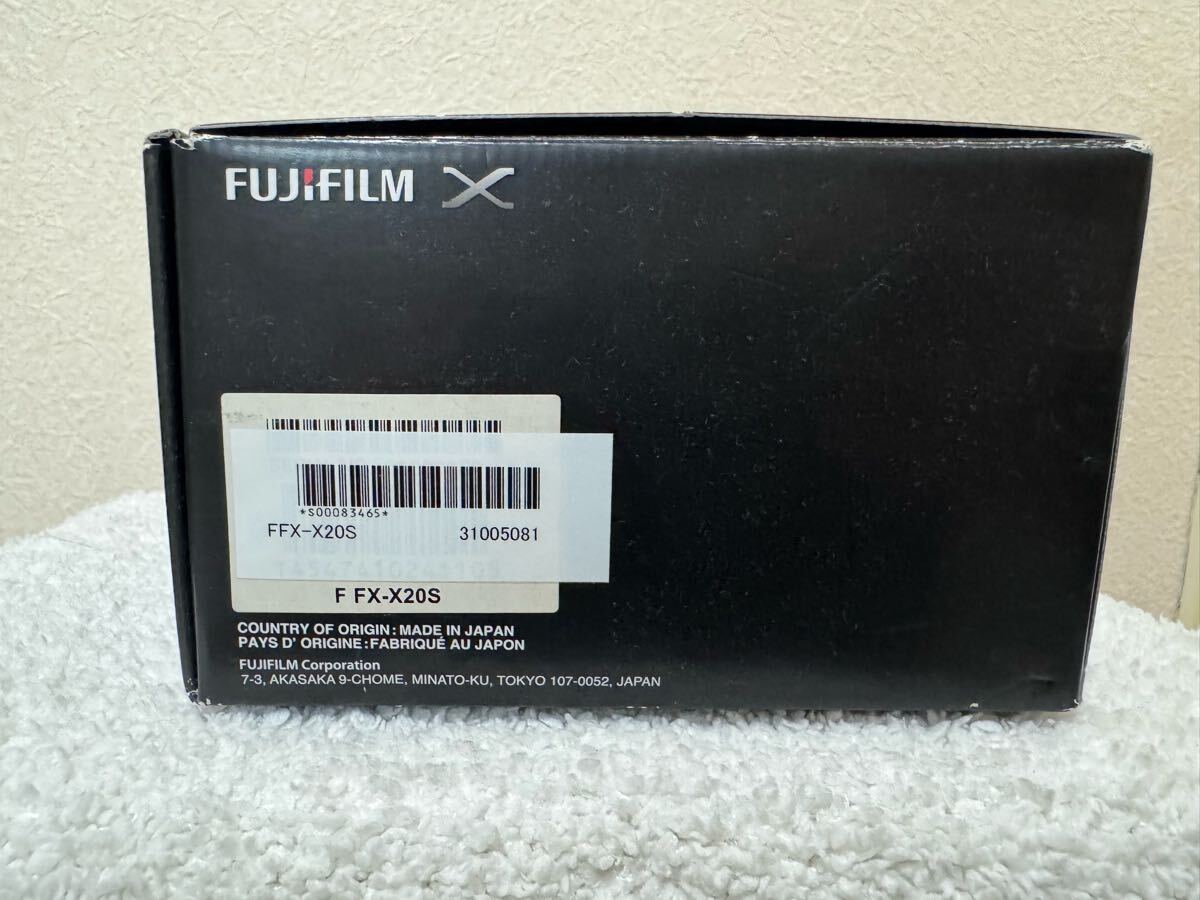 FUJIFILM X
*S00083465*
FFX-X20S 31005081
F FX-X20S
COUNTRY OF ORIGIN: MADE IN JAPAN
PAYS D' ORIGINE: FABRIQUÉ AU JAPON
FUJIFILM Corporation
7-3, AKASAKA 9-CHOME, MINATO-KU, TOKYO 107-0052, JAPAN